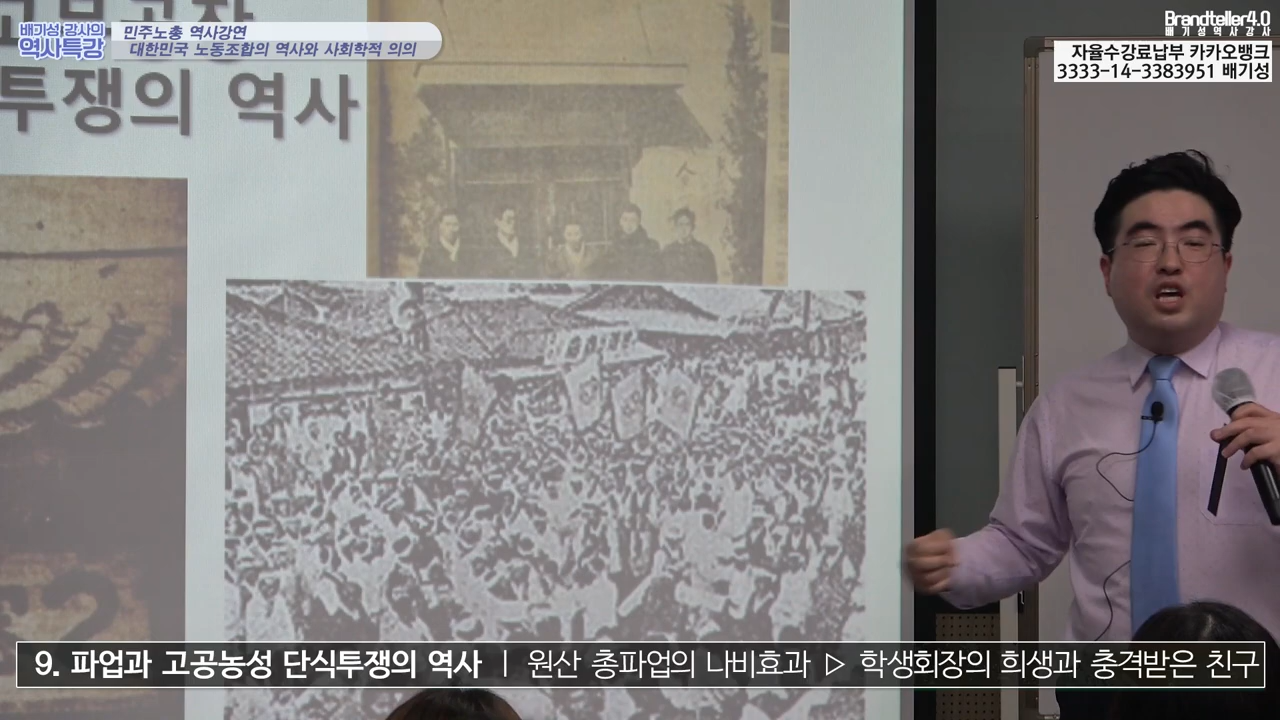 배기성 강사의
역사특강
민주노총 역사강연
대한민국 노동조합의 역사와 사회학적 의의
Brandteller4.0
배기성역사강사
자율수강료납부 카카오뱅크
3333-14-3383951 배기성
투쟁의 역사
9. 파업과 고공농성 단식투쟁의 역사 | 원산 총파업의 나비효과 ▷ 학생회장의 희생과 충격받은 친구